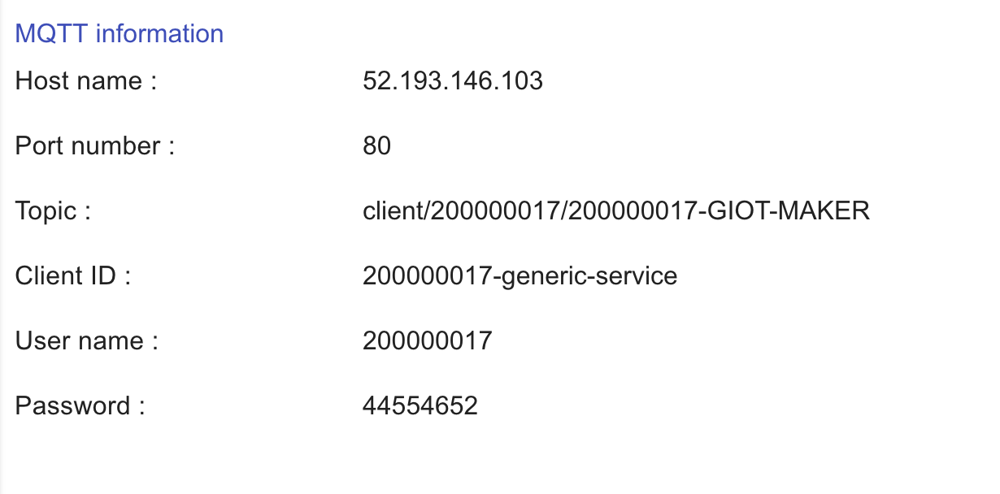 MQTT information
Host name : 52.193.146.103
Port number : 80
Topic : client/200000017/200000017-GIOT-MAKER
Client ID : 200000017-generic-service
User name : 200000017
Password : 44554652